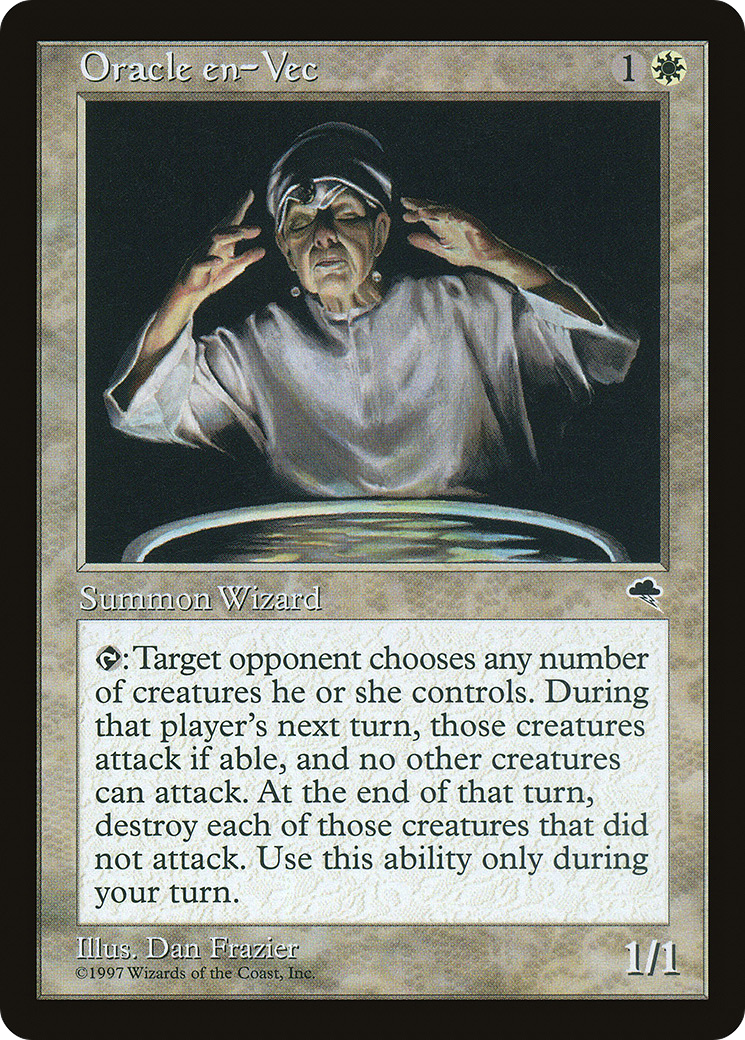 Oracle en-Vec 1
Summon Wizard
: Target opponent chooses any number
of creatures he or she controls. During
that player's next turn, those creatures
attack if able, and no other creatures
can attack. At the end of that turn,
destroy each of those creatures that did
not attack. Use this ability only during
your turn.
Illus. Dan Frazier
©1997 Wizards of the Coast, Inc.
1/1